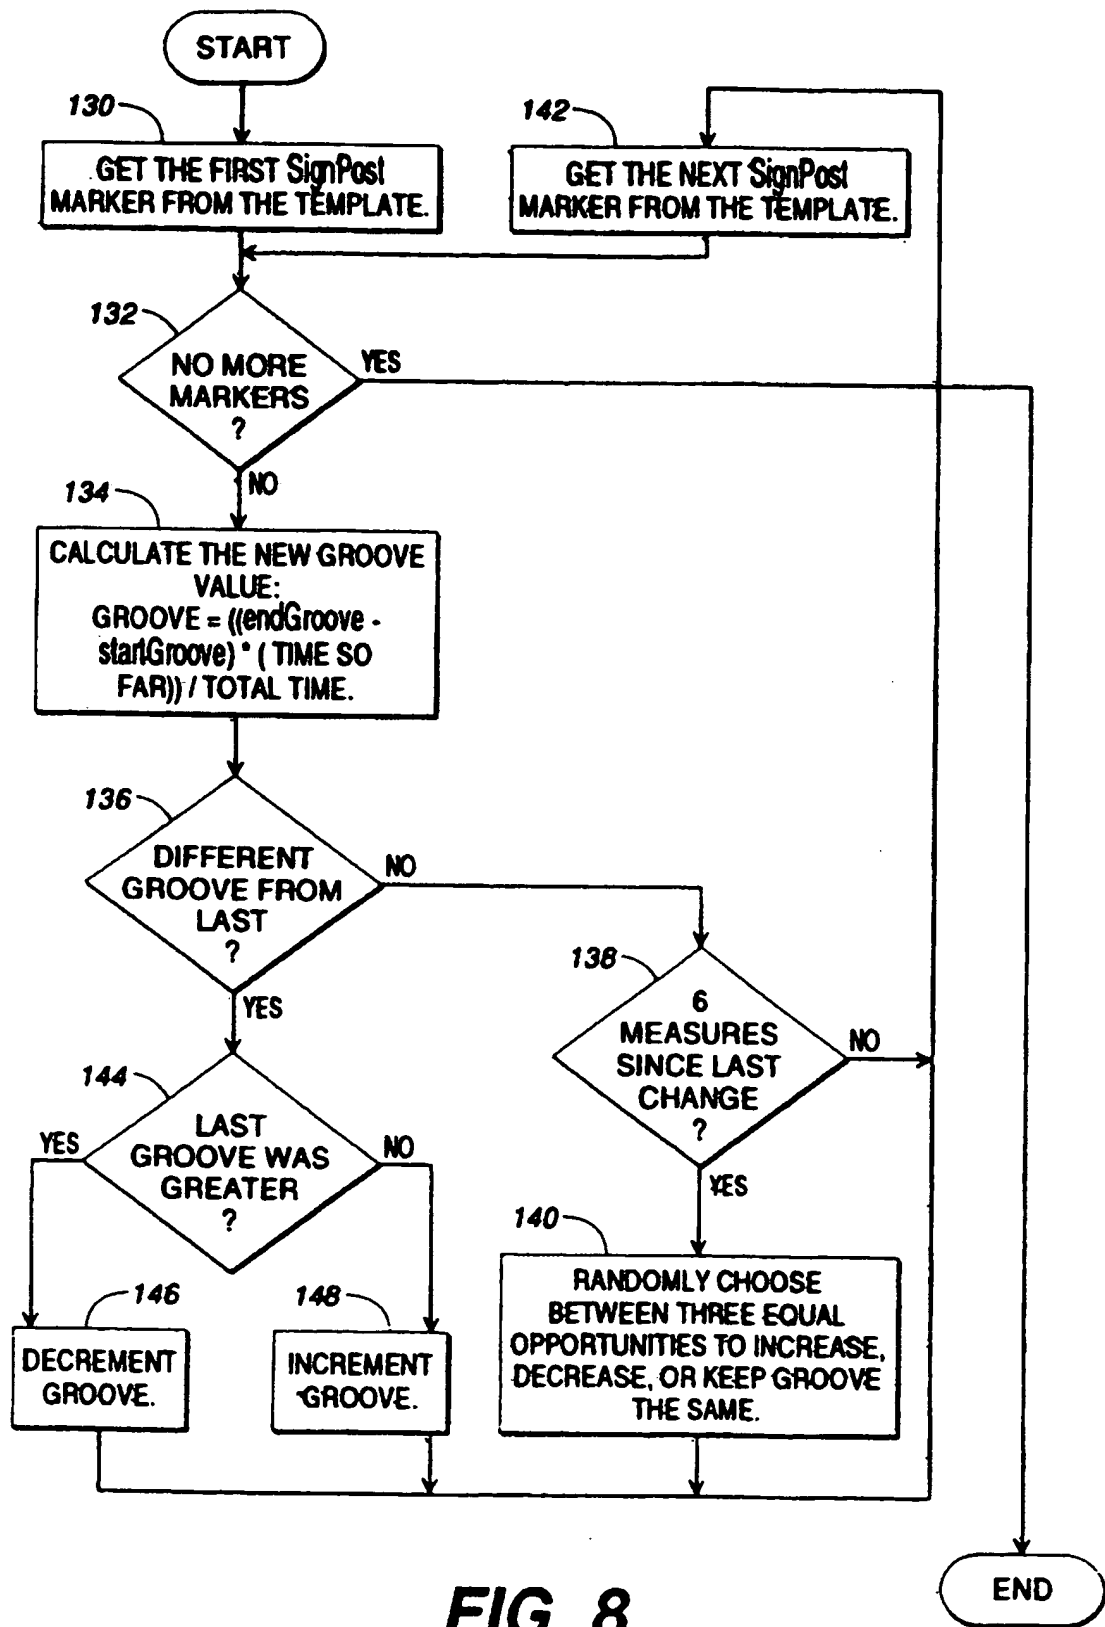 START
130
GET THE FIRST SignPost
MARKER FROM THE TEMPLATE.
142
GET THE NEXT SignPost
MARKER FROM THE TEMPLATE.
132
NO MORE
MARKERS
?
YES
NO
134
CALCULATE THE NEW GROOVE
VALUE:
GROOVE = ((endGroove -
startGroove) * ( TIME SO
FAR)) / TOTAL TIME.
136
DIFFERENT
GROOVE FROM
LAST
?
NO
YES
138
6
MEASURES
SINCE LAST
CHANGE
?
NO
YES
144
LAST
GROOVE WAS
GREATER
?
YES
NO
140
RANDOMLY CHOOSE
BETWEEN THREE EQUAL
OPPORTUNITIES TO INCREASE,
DECREASE, OR KEEP GROOVE
THE SAME.
146
DECREMENT
GROOVE.
148
INCREMENT
GROOVE.
END
FIG. 8